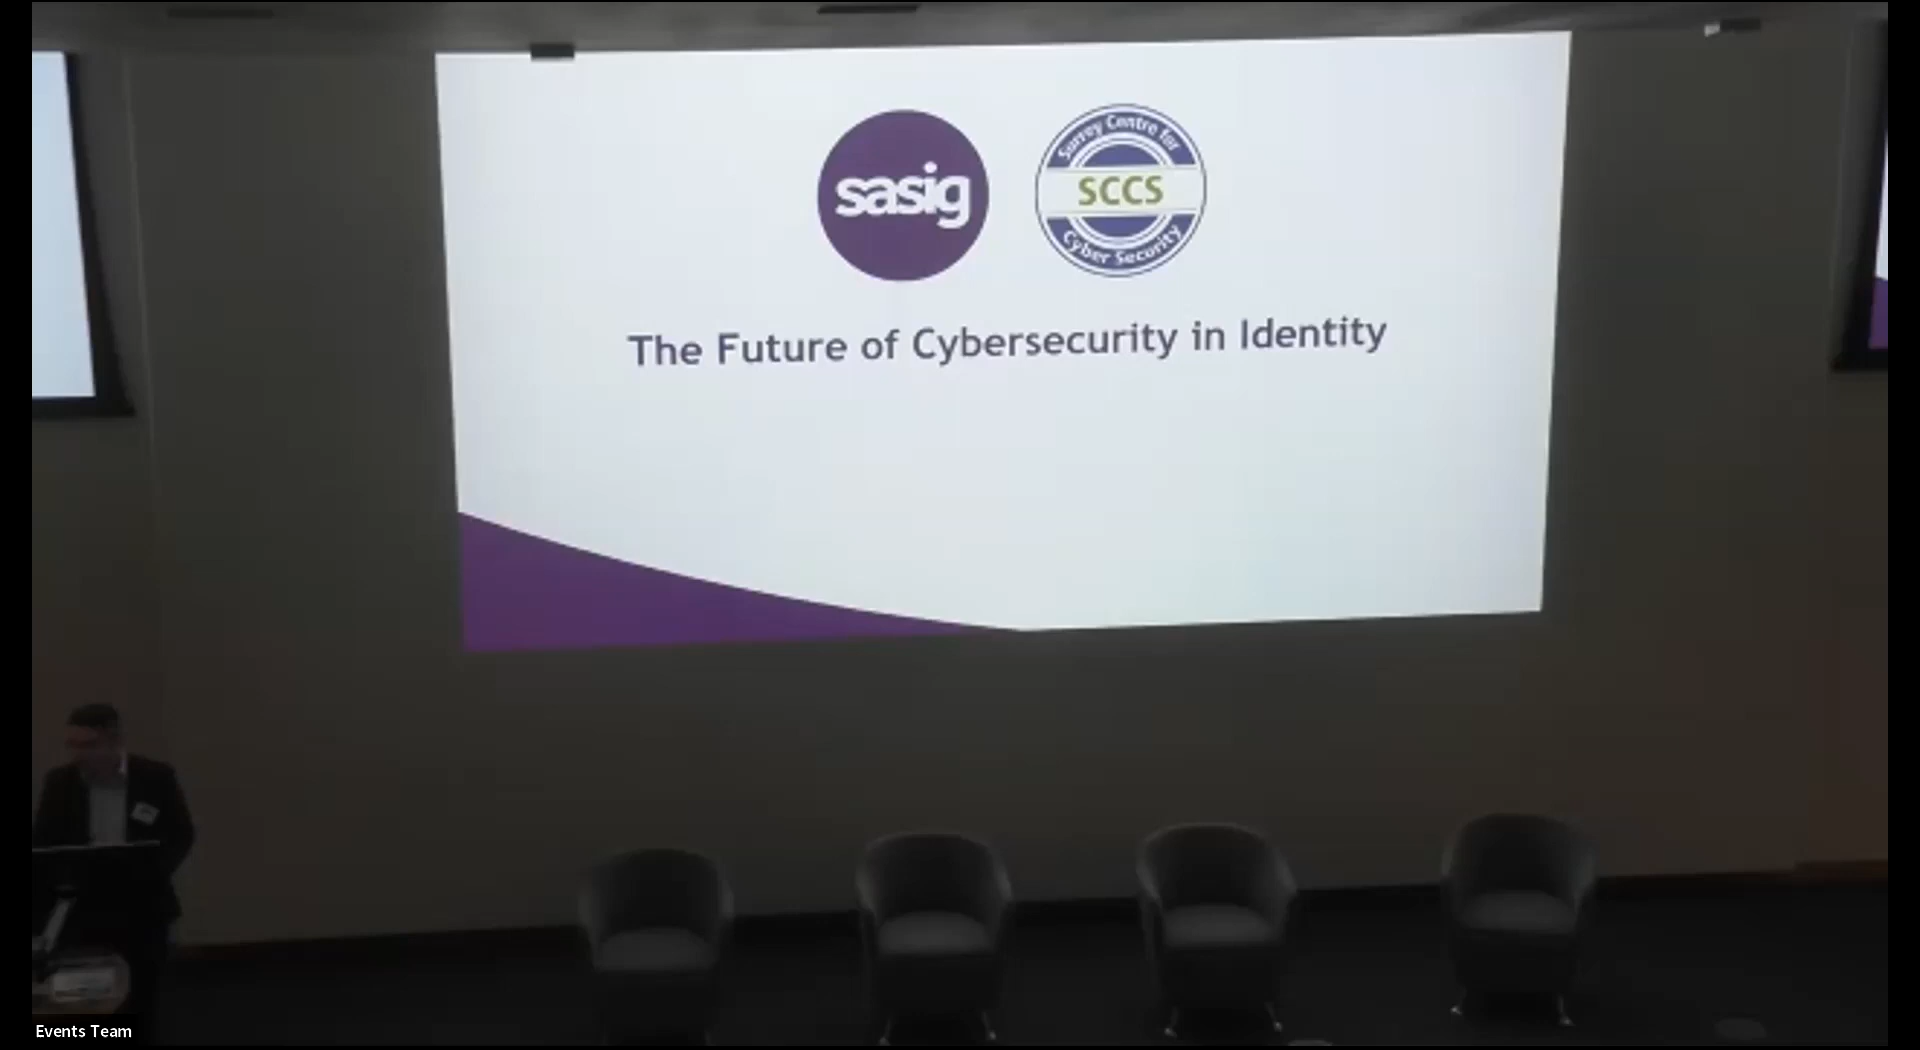 sasig
Surrey Centre for
SCCS
Cyber Security
The Future of Cybersecurity in Identity
Events Team